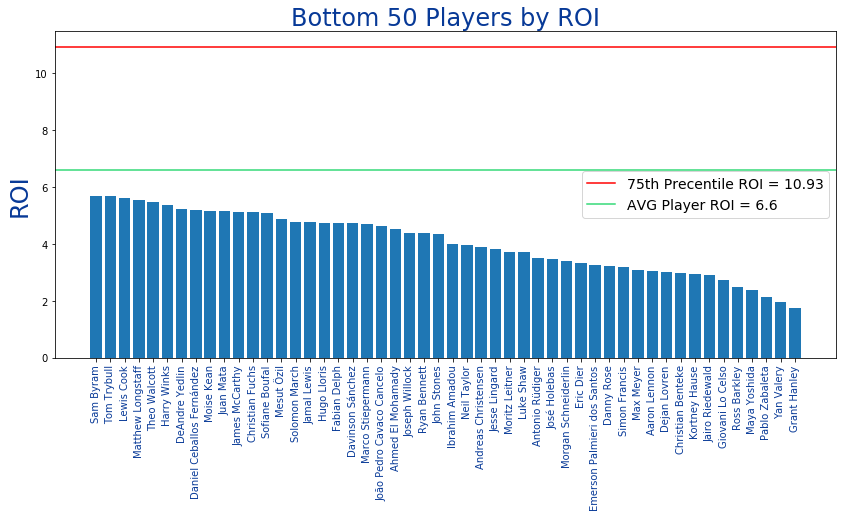 Bottom 50 Players by ROI
ROI
10
8
6
4
2
0
75th Precentile ROI = 10.93
AVG Player ROI = 6.6
Sam Byram
Tom Trybull
Lewis Cook
Matthew Longstaff
Theo Walcott
Harry Winks
DeAndre Yedlin
Daniel Ceballos Fernández
Moise Kean
Juan Mata
James McCarthy
Christian Fuchs
Sofiane Boufal
Mesut Özil
Solomon March
Jamal Lewis
Hugo Lloris
Fabian Delph
Davinson Sánchez
Marco Stiepermann
João Pedro Cavaco Cancelo
Ahmed El Mohamady
Joseph Willock
Ryan Bennett
John Stones
Ibrahim Amadou
Neil Taylor
Andreas Christensen
Jesse Lingard
Moritz Leitner
Luke Shaw
Antonio Rüdiger
José Holebas
Morgan Schneiderlin
Eric Dier
Emerson Palmieri dos Santos
Danny Rose
Simon Francis
Max Meyer
Aaron Lennon
Dejan Lovren
Christian Benteke
Kortney Hause
Jairo Riedewald
Giovani Lo Celso
Ross Barkley
Maya Yoshida
Pablo Zabaleta
Yan Valery
Grant Hanley